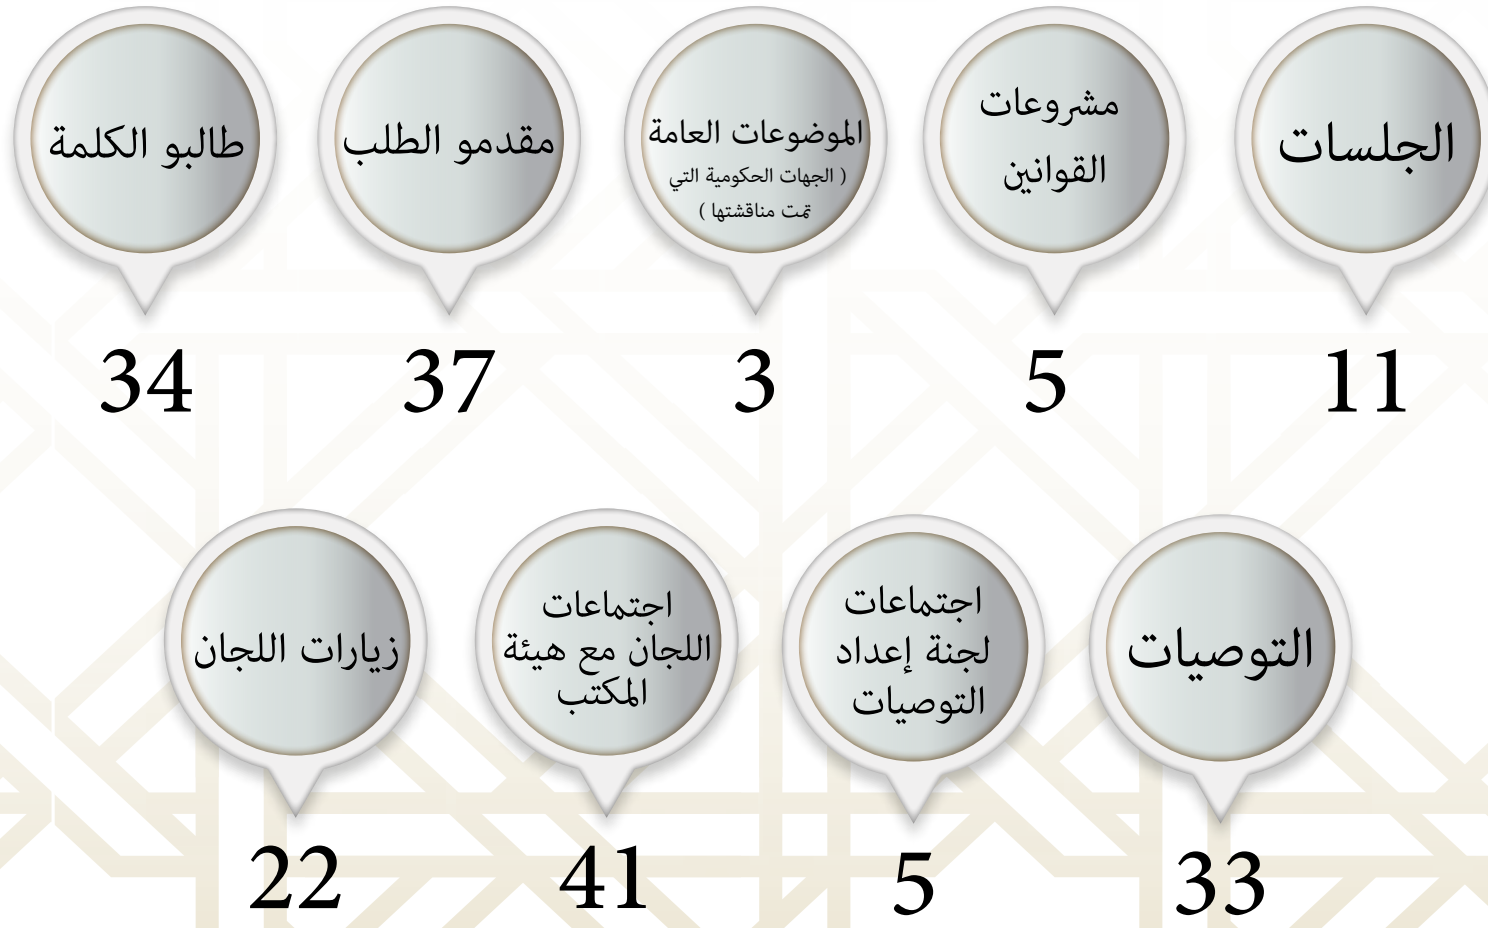 الجلسات
11
مشروعات
القوانين
5
الموضوعات العامة
( الجهات الحكومية التي
تمت مناقشتها )
3
مقدمو الطلب
37
طالبو الكلمة
34
التوصيات
33
اجتماعات
لجنة إعداد
التوصيات
5
اجتماعات
اللجان مع هيئة
المكتب
41
زيارات اللجان
22